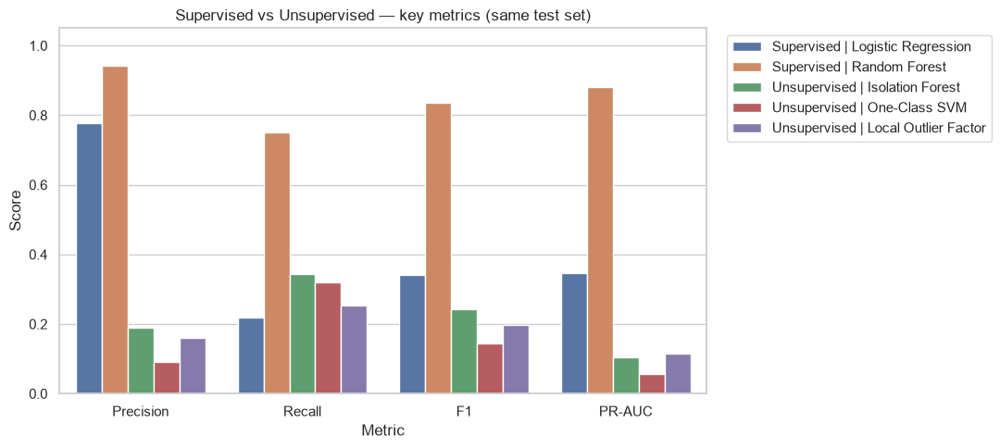 Supervised vs Unsupervised — key metrics (same test set)
Supervised | Logistic Regression
Supervised | Random Forest
Unsupervised | Isolation Forest
Unsupervised | One-Class SVM
Unsupervised | Local Outlier Factor
1.0
0.8
0.6
0.4
0.2
0.0
Score
Precision
Recall
F1
PR-AUC
Metric